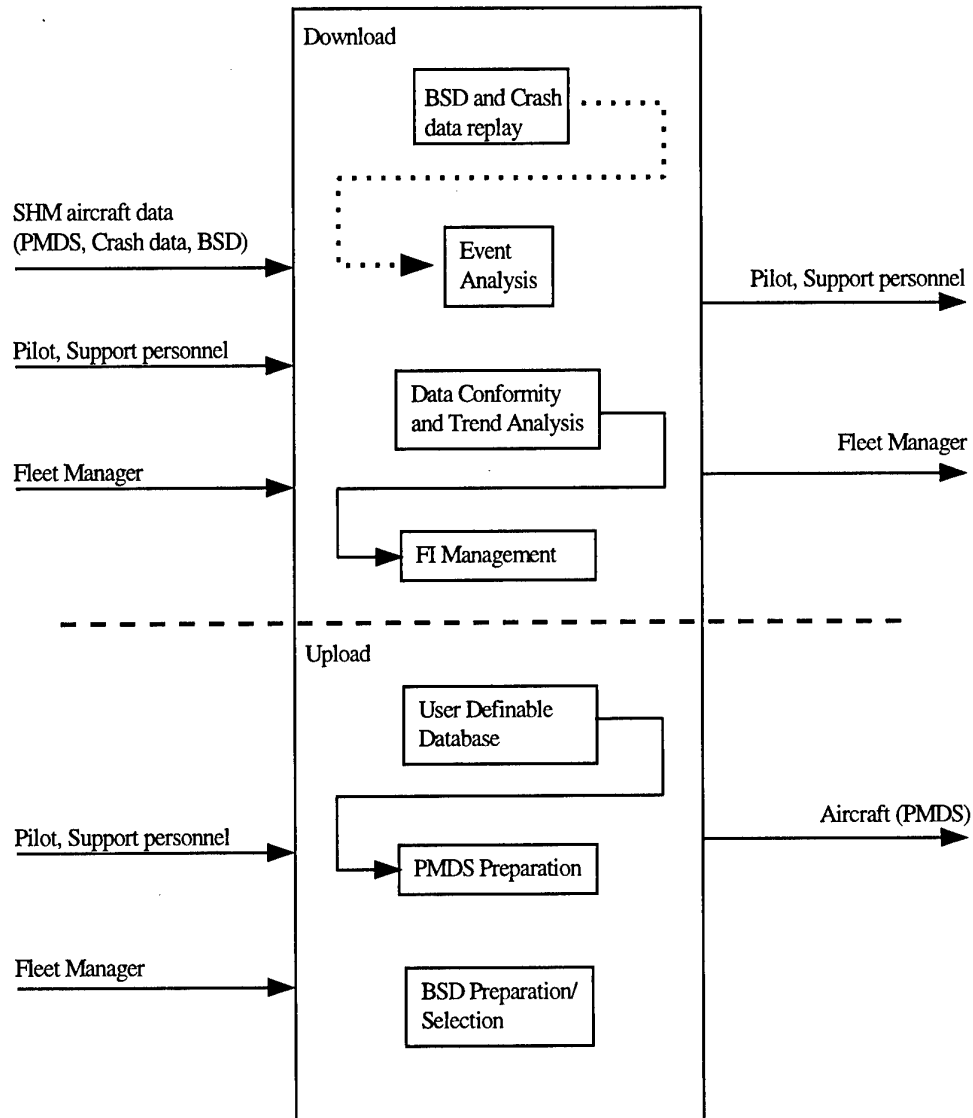 Download
BSD and Crash
data replay
SHM aircraft data
(PMDS, Crash data, BSD)
Event
Analysis
Pilot, Support personnel
Pilot, Support personnel
Data Conformity
and Trend Analysis
Fleet Manager
Fleet Manager
FI Management
Upload
User Definable
Database
Aircraft (PMDS)
Pilot, Support personnel
PMDS Preparation
Fleet Manager
BSD Preparation/
Selection